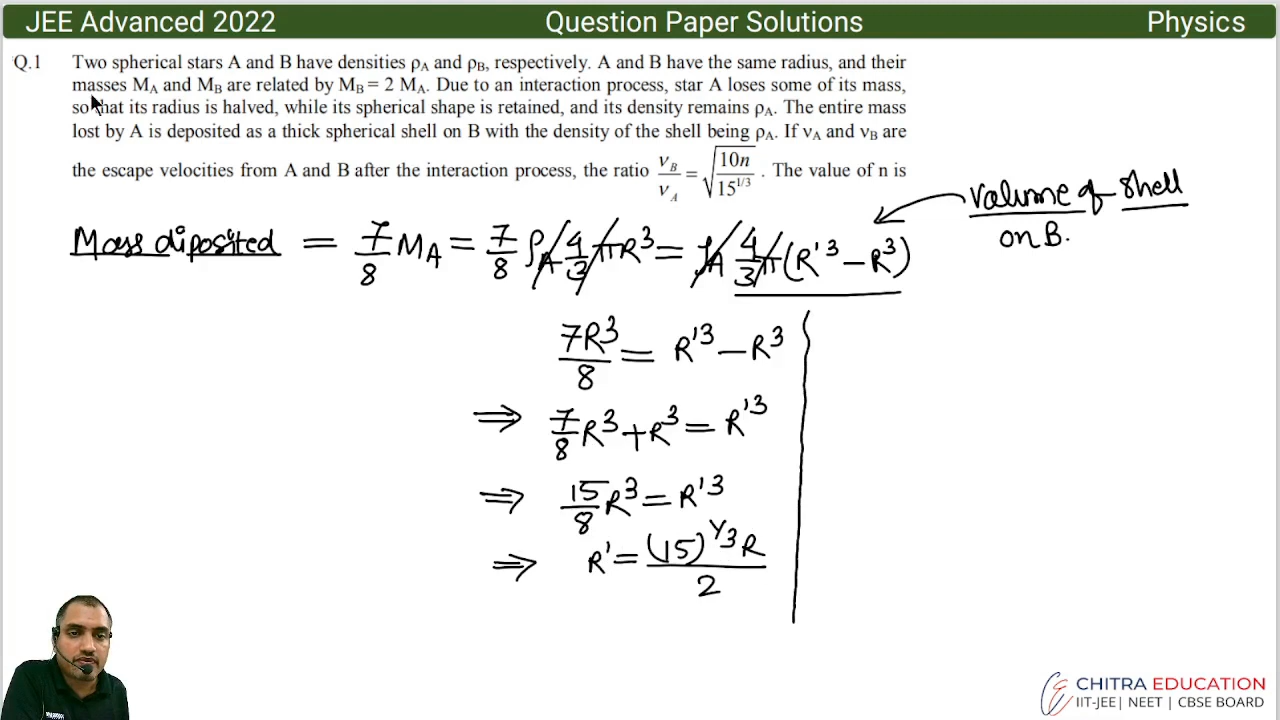 JEE Advanced 2022 Question Paper Solutions Physics
Q.1 Two spherical stars A and B have densities ρA and ρB, respectively. A and B have the same radius, and their
masses MA and MB are related by MB = 2 MA. Due to an interaction process, star A loses some of its mass,
so that its radius is halved, while its spherical shape is retained, and its density remains ρA. The entire mass
lost by A is deposited as a thick spherical shell on B with the density of the shell being ρA. If vA and vB are
the escape velocities from A and B after the interaction process, the ratio vB/vA = √(10n/15^1/3). The value of n is
Volume of shell
on B.
Mass diposited = 7/8 MA = 7/8 ρA 4/3 π R³ = ρA 4/3 π (R'³ – R³)
7R³/8 = R'³ – R³
⇒ 7/8 R³ + R³ = R'³
⇒ 15/8 R³ = R'³
⇒ R' = (15)^1/3 R/2
CHITRA EDUCATION
IIT-JEE| NEET | CBSE BOARD